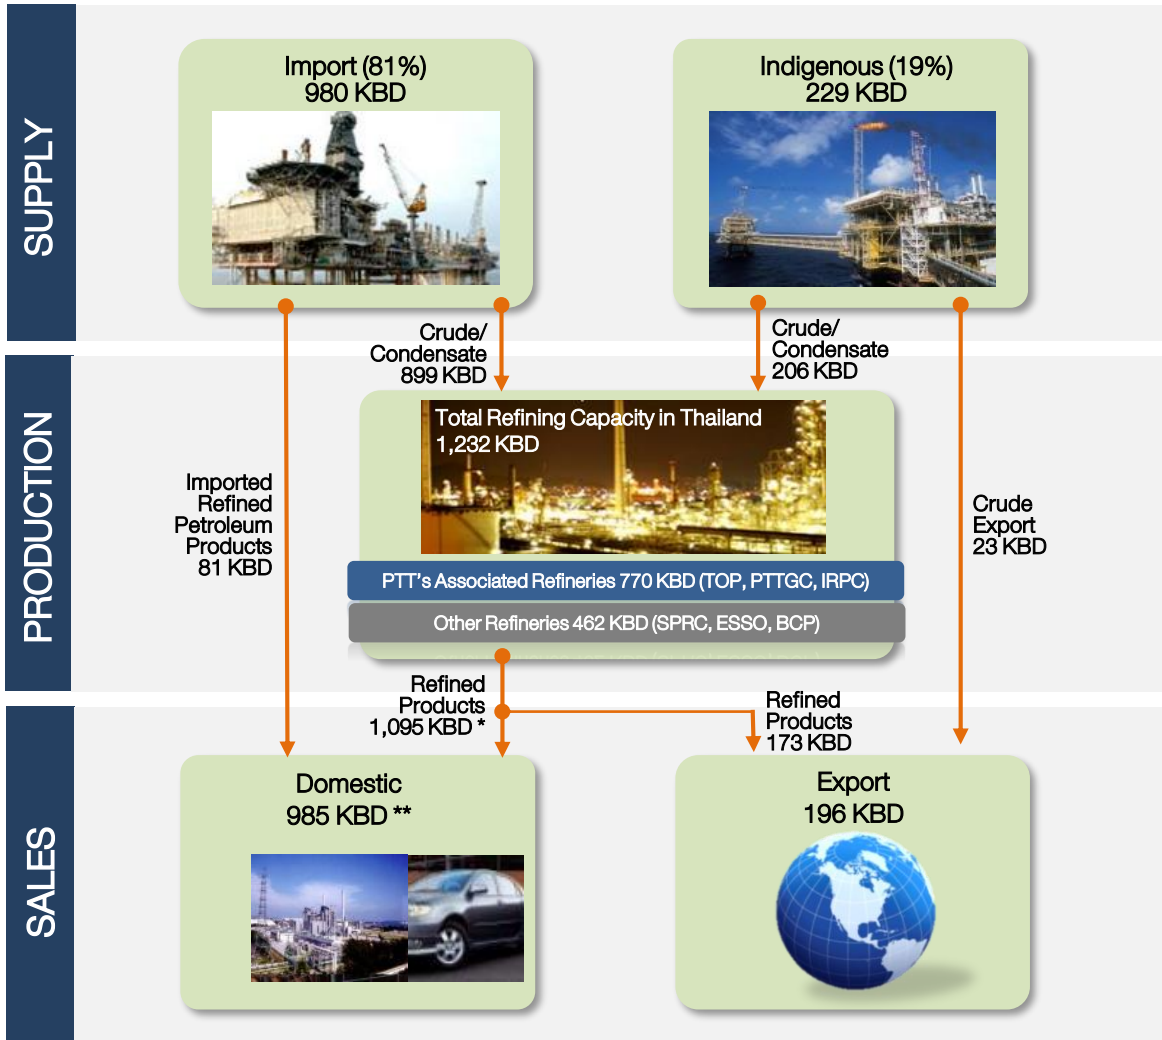 SUPPLY
Import (81%)
980 KBD
Indigenous (19%)
229 KBD
Crude/
Condensate
899 KBD
Crude/
Condensate
206 KBD
PRODUCTION
Total Refining Capacity in Thailand
1,232 KBD
Imported
Refined
Petroleum
Products
81 KBD
Crude
Export
23 KBD
PTT's Associated Refineries 770 KBD (TOP, PTTGC, IRPC)
Other Refineries 462 KBD (SPRC, ESSO, BCP)
Refined
Products
1,095 KBD *
Refined
Products
173 KBD
SALES
Domestic
985 KBD **
Export
196 KBD